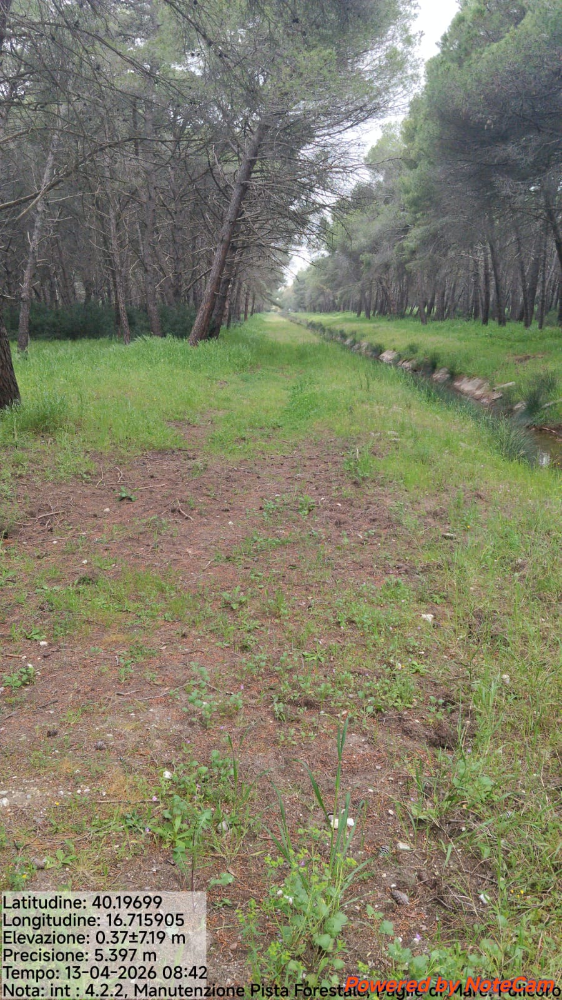 Latitudine: 40.19699
Longitudine: 16.715905
Elevazione: 0.37±7.19 m
Precisione: 5.397 m
Tempo: 13-04-2026 08:42
Nota: int : 4.2.2, Manutenzione Pista Forestale,
Powered by NoteCam